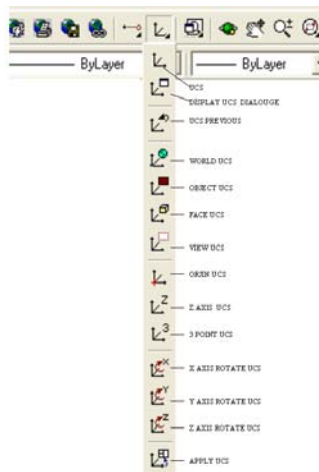 ByLayer ByLayer
UCS
DISPLAY UCS DIALOUGE
UCS PREVIOUS
WORLD UCS
OBJECT UCS
FACE UCS
VIEW UCS
ORIN UCS
Z AXIS UCS
3 POINT UCS
X AXIS ROTATE UCS
Y AXIS ROTATE UCS
Z AXIS ROTATE UCS
APPLY UCS